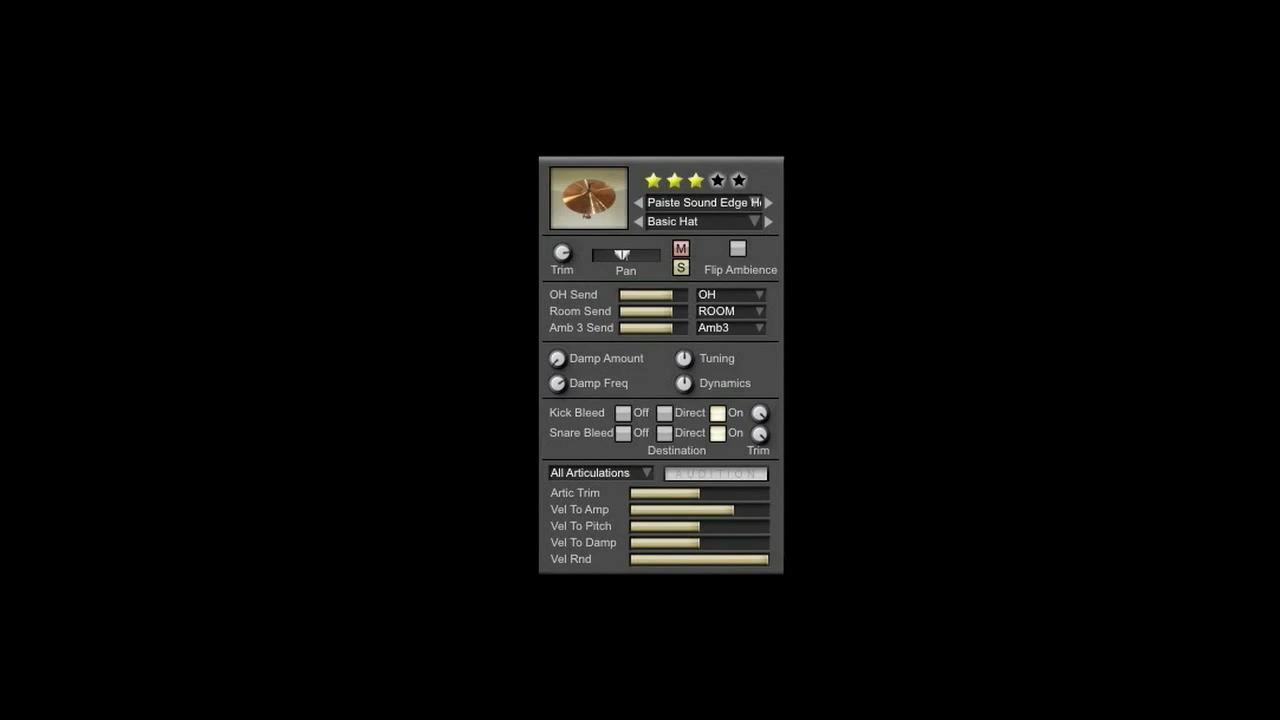 Paiste Sound Edge H
Basic Hat
M
S
Trim
Pan
Flip Ambience
OH Send OH
Room Send ROOM
Amb 3 Send Amb3
Damp Amount Tuning
Damp Freq Dynamics
Kick Bleed Off Direct On
Snare Bleed Off Direct On
Destination Trim
All Articulations AUDITION
Artic Trim
Vel To Amp
Vel To Pitch
Vel To Damp
Vel Rnd